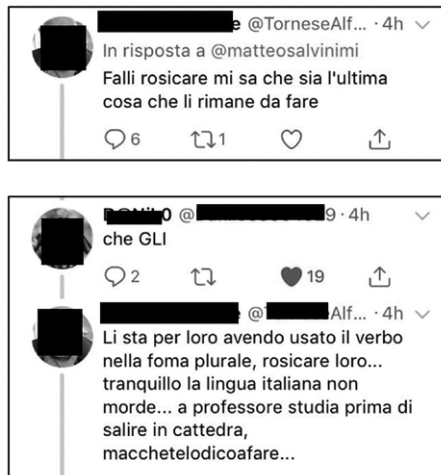 e @TorneseAlf... · 4h
In risposta a @matteosalvinimi
Falli rosicare mi sa che sia l'ultima
cosa che li rimane da fare
6 1
@ 9 · 4h
che GLI
2 19
@T Alf... · 4h
Li sta per loro avendo usato il verbo
nella foma plurale, rosicare loro...
tranquillo la lingua italiana non
morde... a professore studia prima di
salire in cattedra,
macchetelodicoafare...